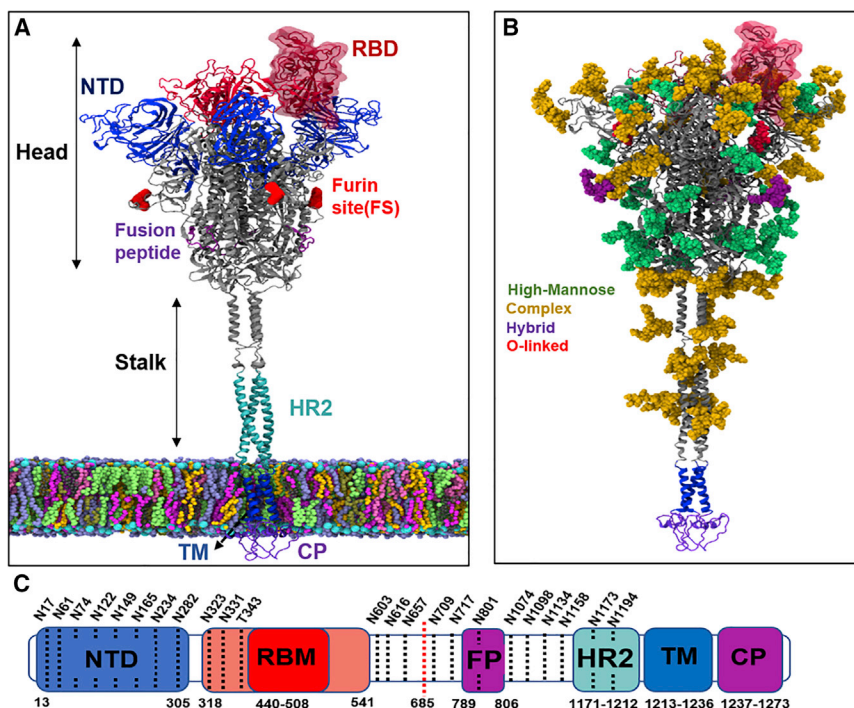 A
RBD
NTD
Head
Furin
site(FS)
Fusion
peptide
Stalk
HR2
TM
CP
B
High-Mannose
Complex
Hybrid
O-linked
C
N17 N61 N74 N122 N149 N165 N234 N282 N323 N331 T343 N603 N616 N657 N709 N717 N801 N1074 N1098 N1134 N1158 N1173 N1194
NTD RBM FP HR2 TM CP
13 305 318 440-508 541 685 789 806 1171-1212 1213-1236 1237-1273